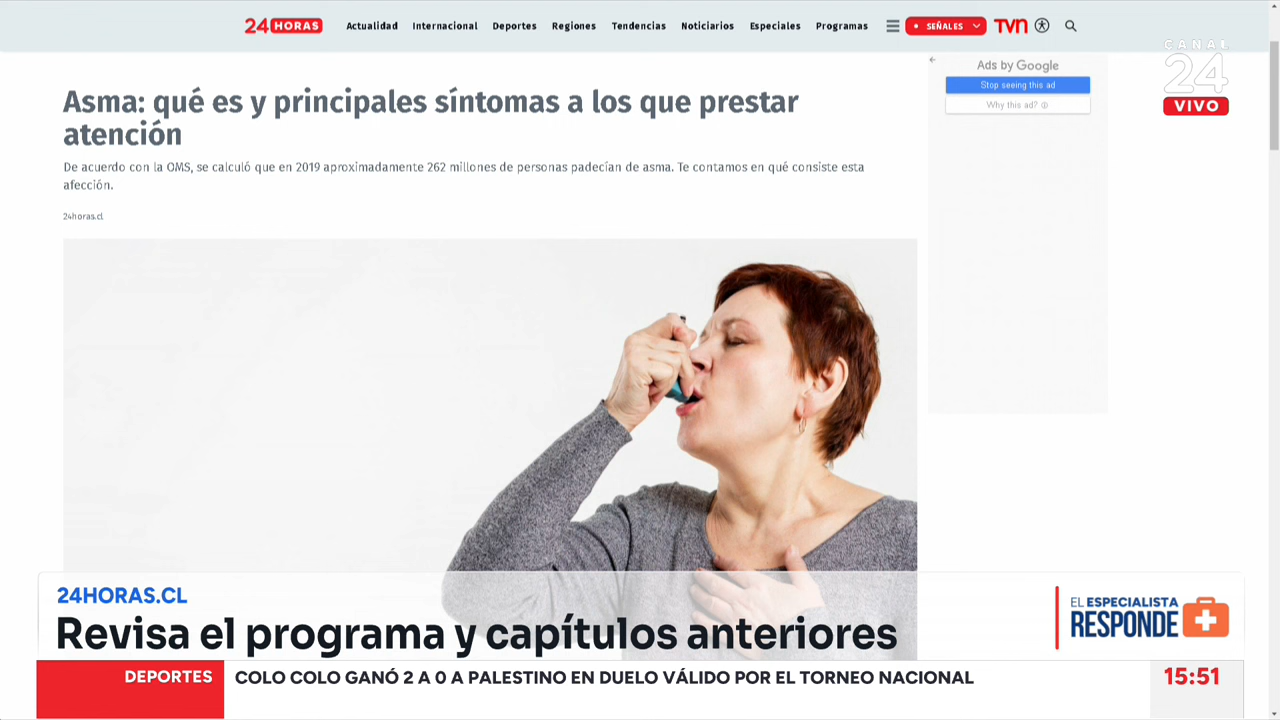 24 HORAS
Actualidad Internacional Deportes Regiones Tendencias Noticiarios Especiales Programas
SEÑALES
TVN
CANAL
24
VIVO
Ads by Google
Stop seeing this ad
Why this ad?
Asma: qué es y principales síntomas a los que prestar
atención
De acuerdo con la OMS, se calculó que en 2019 aproximadamente 262 millones de personas padecían de asma. Te contamos en qué consiste esta
afección.
24horas.cl
24HORAS.CL
Revisa el programa y capítulos anteriores
EL ESPECIALISTA
RESPONDE
DEPORTES
COLO COLO GANÓ 2 A 0 A PALESTINO EN DUELO VÁLIDO POR EL TORNEO NACIONAL
15:51